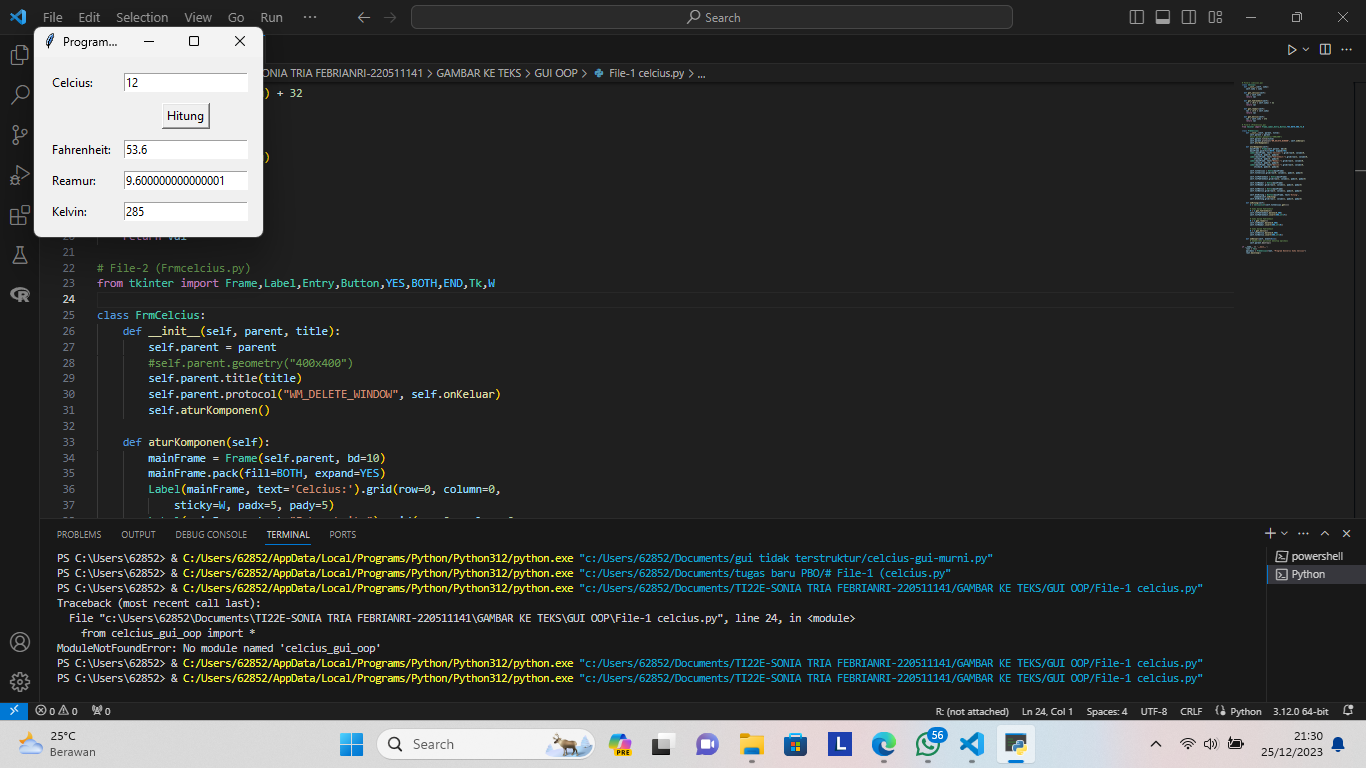 File Edit Selection View Go Run ··· Search
Program...
Celcius: 12
Hitung
Fahrenheit: 53.6
Reamur: 9.600000000000001
Kelvin: 285
SONIA TRIA FEBRIANRI-220511141 > GAMBAR KE TEKS > GUI OOP > File-1 celcius.py > ...
) + 32
)
20 return val
21
22 # File-2 (Frmcelcius.py)
23 from tkinter import Frame,Label,Entry,Button,YES,BOTH,END,Tk,W
24
25 class FrmCelcius:
26 def __init__(self, parent, title):
27 self.parent = parent
28 #self.parent.geometry("400x400")
29 self.parent.title(title)
30 self.parent.protocol("WM_DELETE_WINDOW", self.onKeluar)
31 self.aturKomponen()
32
33 def aturKomponen(self):
34 mainFrame = Frame(self.parent, bd=10)
35 mainFrame.pack(fill=BOTH, expand=YES)
36 Label(mainFrame, text='Celcius:').grid(row=0, column=0,
37 sticky=W, padx=5, pady=5)
PROBLEMS OUTPUT DEBUG CONSOLE TERMINAL PORTS
powershell
Python
PS C:\Users\62852> & C:/Users/62852/AppData/Local/Programs/Python/Python312/python.exe "c:/Users/62852/Documents/gui tidak terstruktur/celcius-gui-murni.py"
PS C:\Users\62852> & C:/Users/62852/AppData/Local/Programs/Python/Python312/python.exe "c:/Users/62852/Documents/tugas baru PBO/# File-1 (celcius.py"
PS C:\Users\62852> & C:/Users/62852/AppData/Local/Programs/Python/Python312/python.exe "c:/Users/62852/Documents/TI22E-SONIA TRIA FEBRIANRI-220511141/GAMBAR KE TEKS/GUI OOP/File-1 celcius.py"
Traceback (most recent call last):
File "c:\Users\62852\Documents\TI22E-SONIA TRIA FEBRIANRI-220511141\GAMBAR KE TEKS\GUI OOP\File-1 celcius.py", line 24, in <module>
from celcius_gui_oop import *
ModuleNotFoundError: No module named 'celcius_gui_oop'
PS C:\Users\62852> & C:/Users/62852/AppData/Local/Programs/Python/Python312/python.exe "c:/Users/62852/Documents/TI22E-SONIA TRIA FEBRIANRI-220511141/GAMBAR KE TEKS/GUI OOP/File-1 celcius.py"
PS C:\Users\62852> & C:/Users/62852/AppData/Local/Programs/Python/Python312/python.exe "c:/Users/62852/Documents/TI22E-SONIA TRIA FEBRIANRI-220511141/GAMBAR KE TEKS/GUI OOP/File-1 celcius.py"
0 0 0 R: (not attached) Ln 24, Col 1 Spaces: 4 UTF-8 CRLF Python 3.12.0 64-bit
25°C
Berawan
Search
PRE
L
56
21:30
25/12/2023